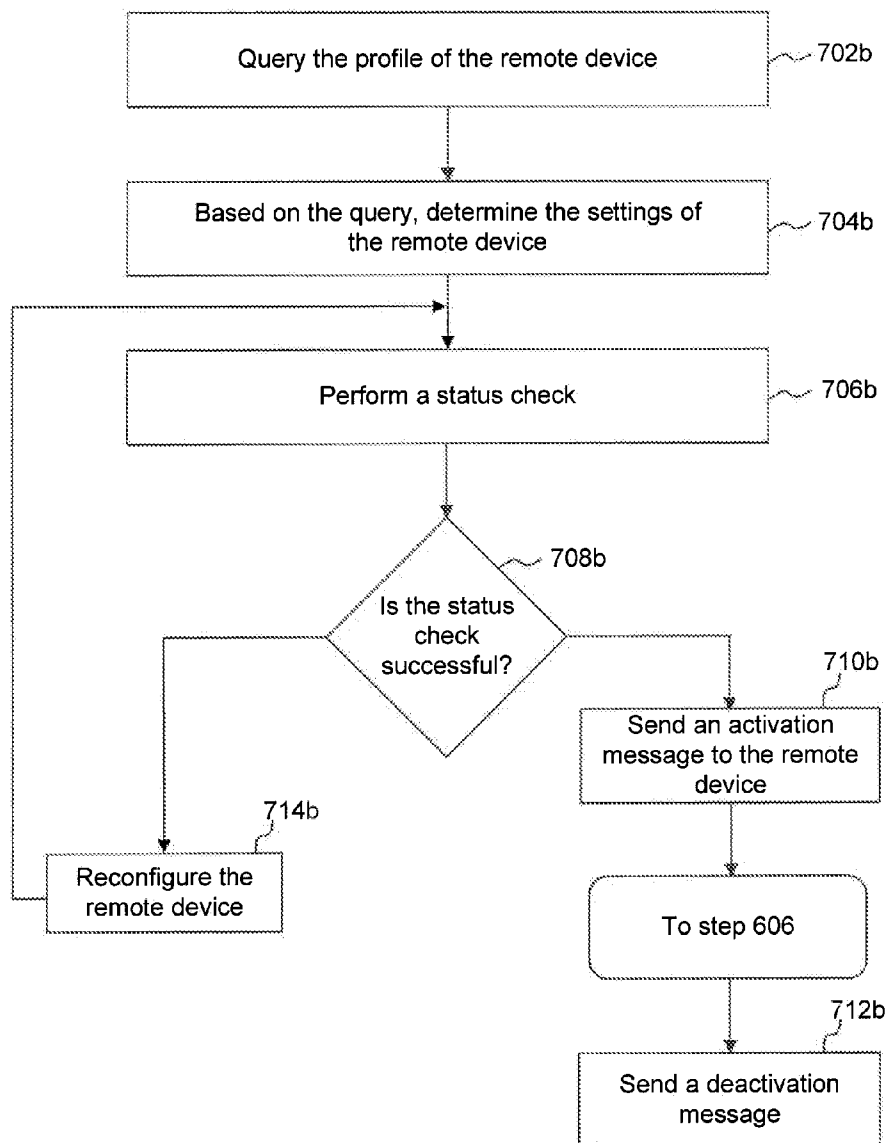 Query the profile of the remote device
702b
Based on the query, determine the settings of
the remote device
704b
Perform a status check
706b
708b
Is the status
check
successful?
710b
Send an activation
message to the remote
device
714b
Reconfigure the
remote device
To step 606
712b
Send a deactivation
message